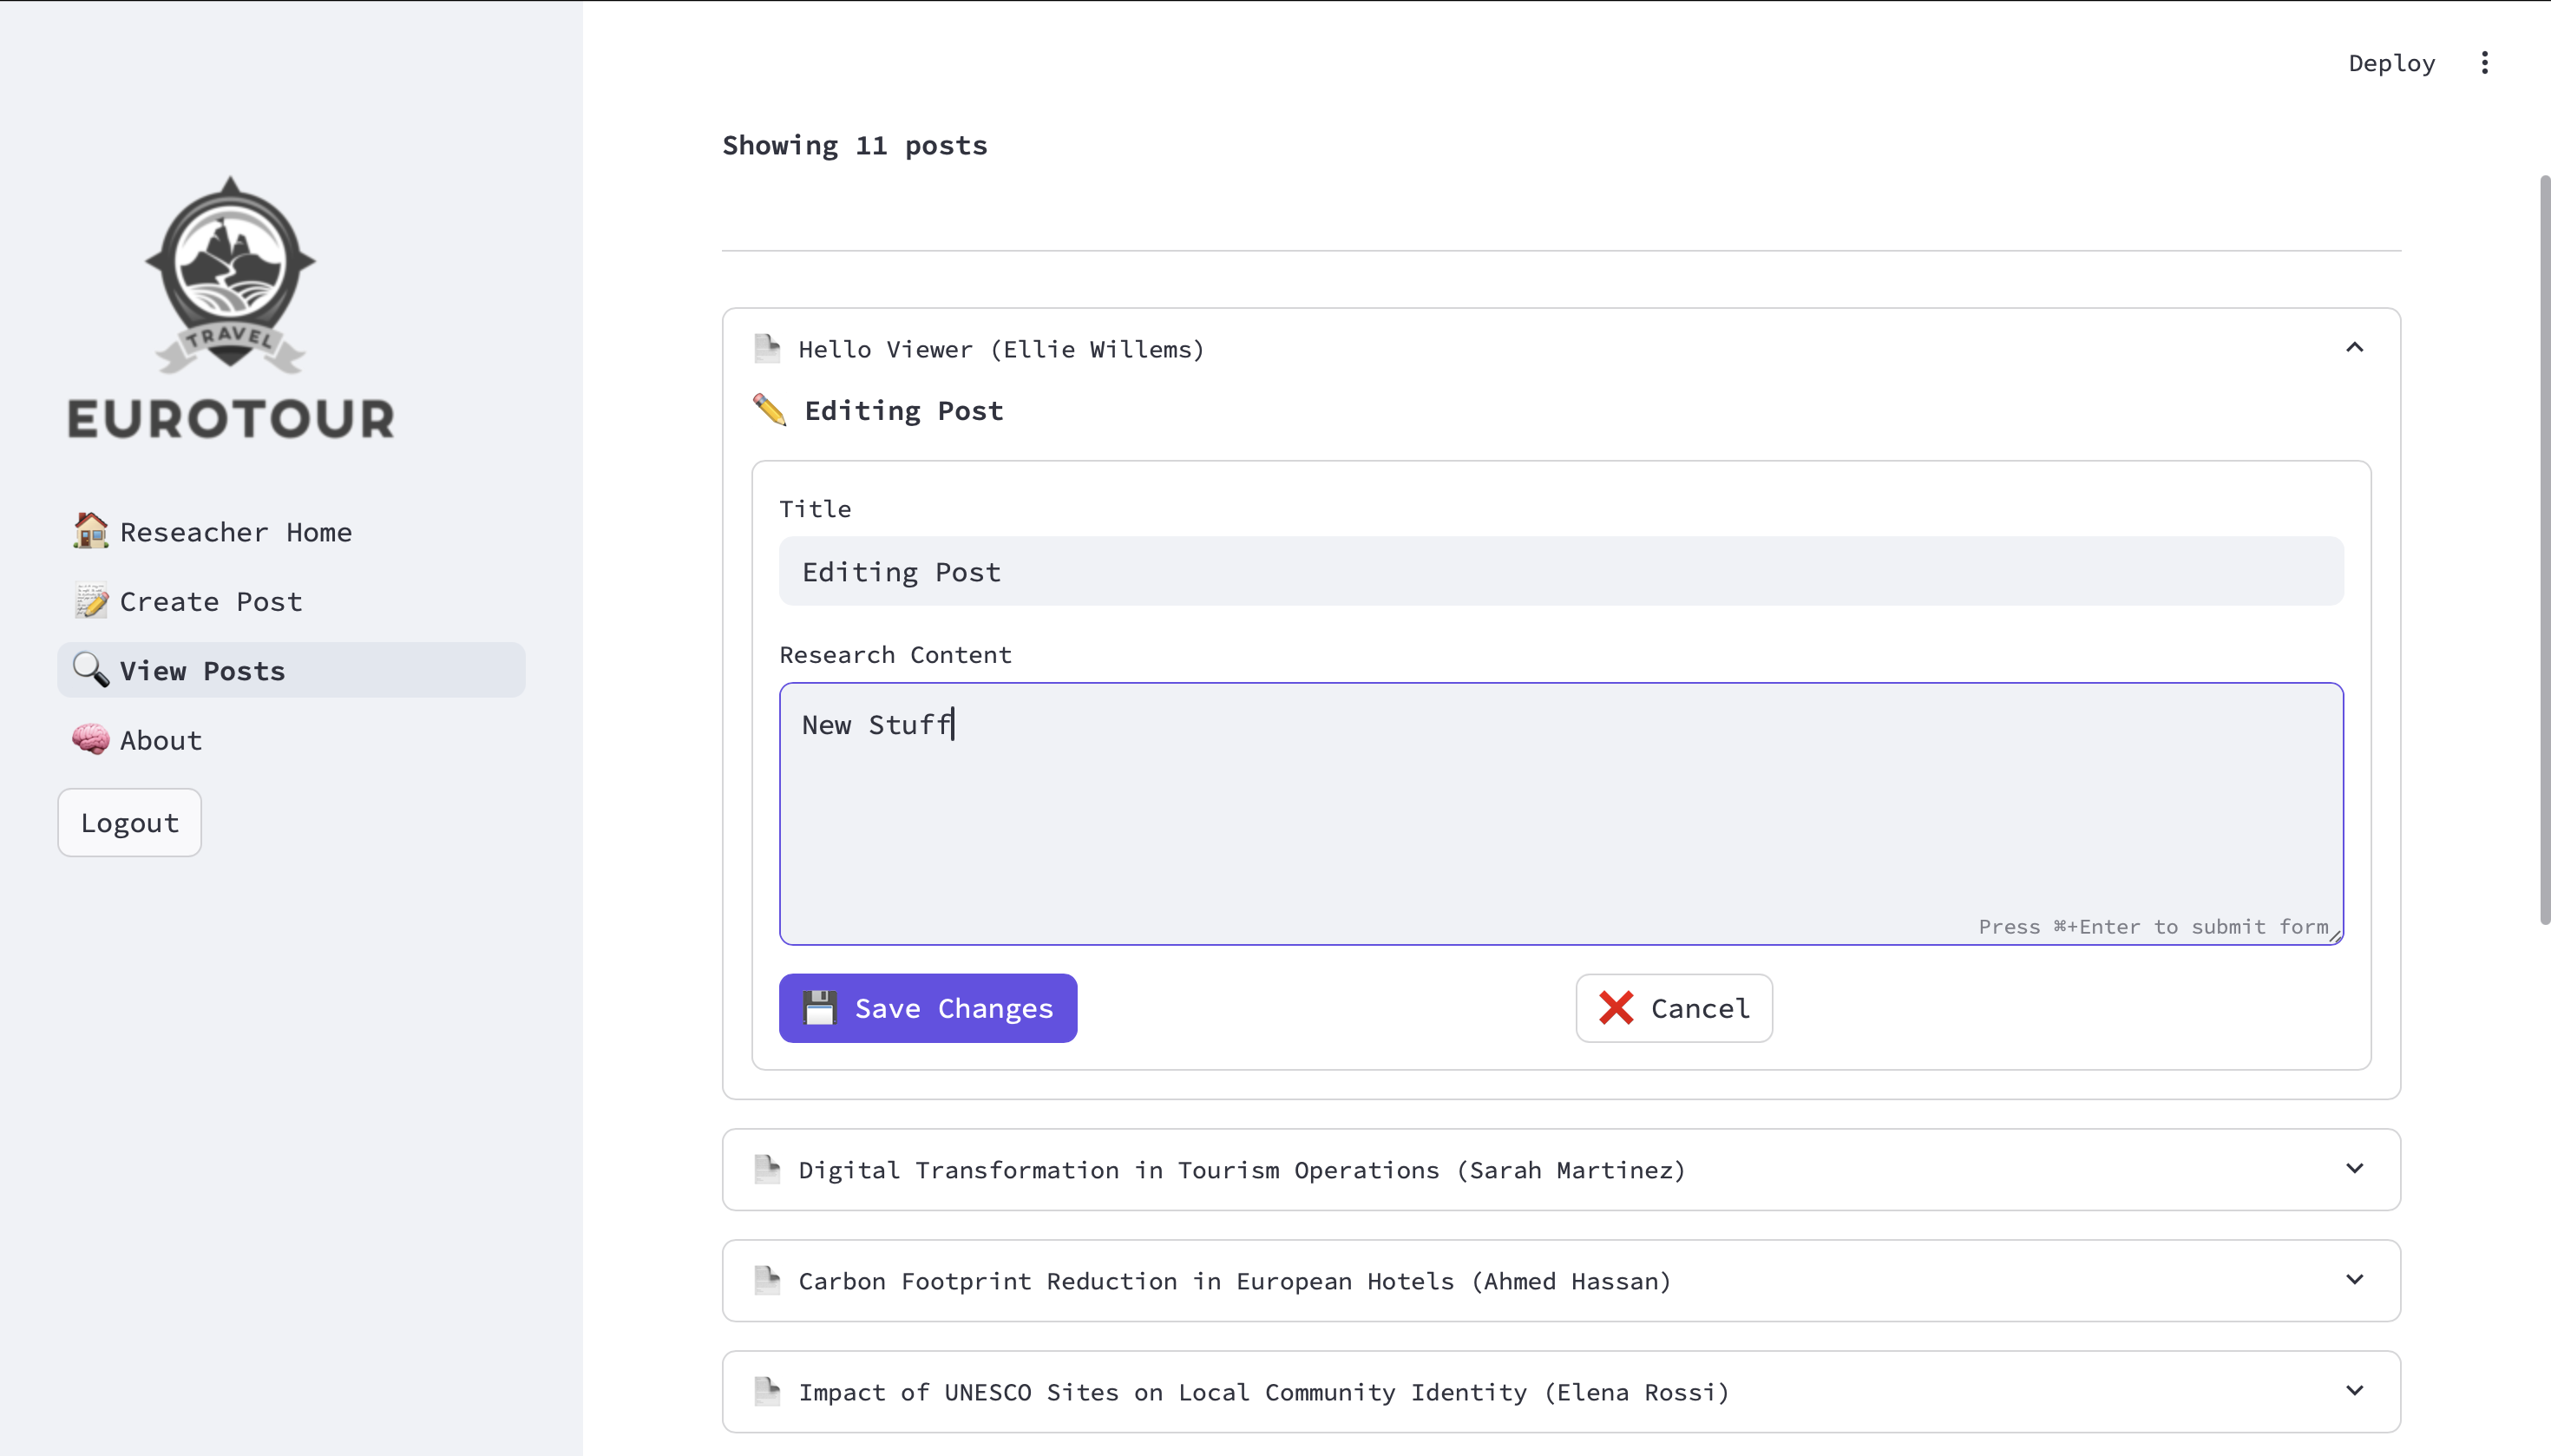 Deploy
TRAVEL
EUROTOUR
Reseacher Home
Create Post
View Posts
About
Logout
Showing 11 posts
Hello Viewer (Ellie Willems)
Editing Post
Title
Editing Post
Research Content
New Stuff
Press ⌘+Enter to submit form
Save Changes
Cancel
Digital Transformation in Tourism Operations (Sarah Martinez)
Carbon Footprint Reduction in European Hotels (Ahmed Hassan)
Impact of UNESCO Sites on Local Community Identity (Elena Rossi)